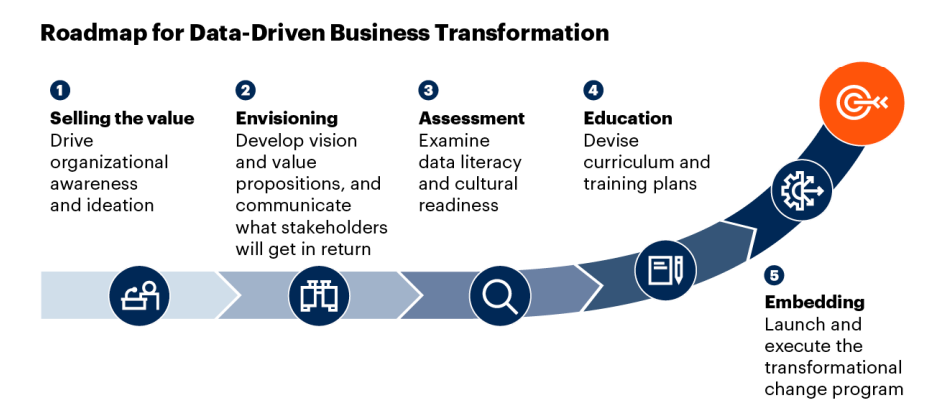 Roadmap for Data-Driven Business Transformation
1
Selling the value
Drive
organizational
awareness
and ideation
2
Envisioning
Develop vision
and value
propositions, and
communicate
what stakeholders
will get in return
3
Assessment
Examine
data literacy
and cultural
readiness
4
Education
Devise
curriculum and
training plans
5
Embedding
Launch and
execute the
transformational
change program